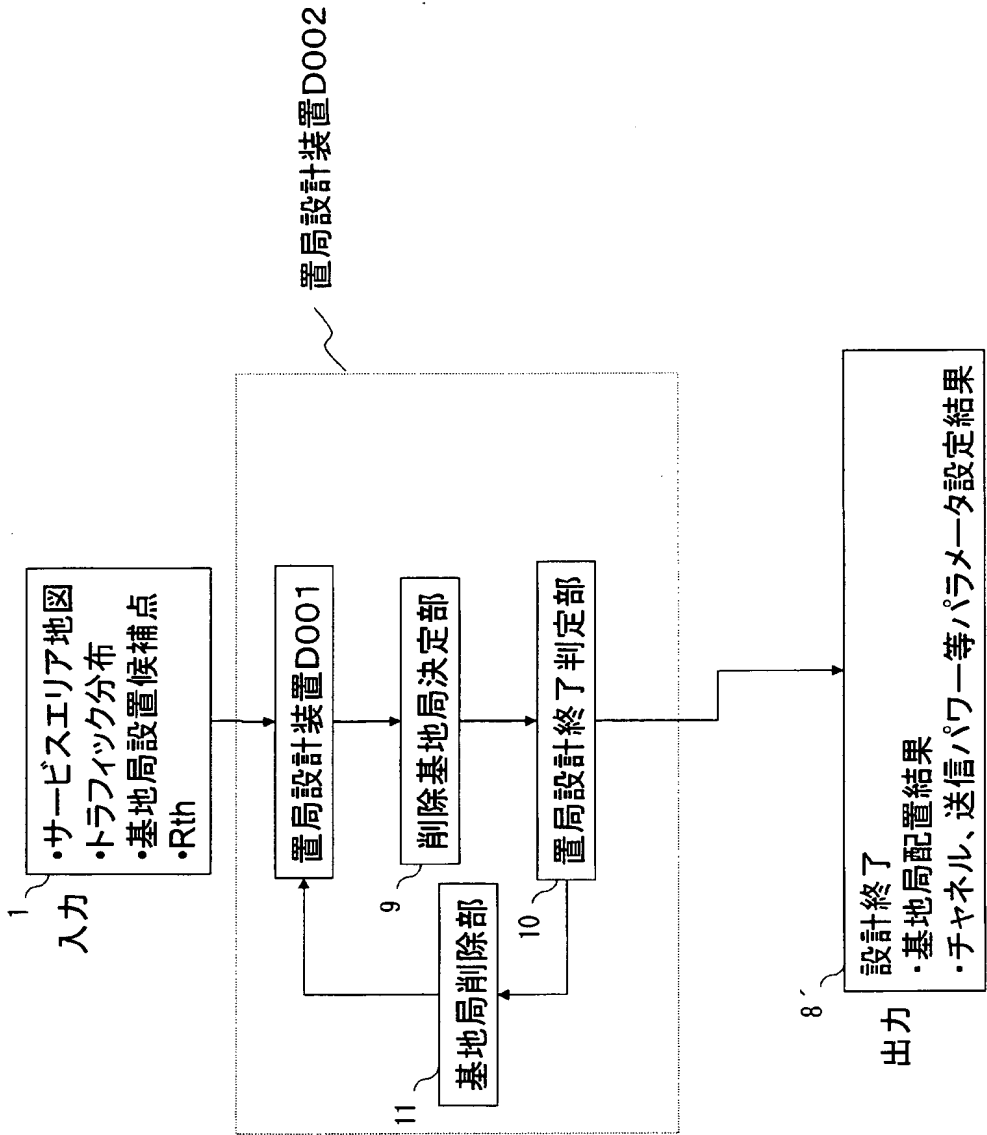 1
入力
・サービスエリア地図
・トラフィック分布
・基地局設置候補点
・Rth
置局設計装置D002
置局設計装置D001
9
削除基地局決定部
10
置局設計終了判定部
11
基地局削除部
8
出力
設計終了
・基地局配置結果
・チャネル、送信パワー等パラメータ設定結果